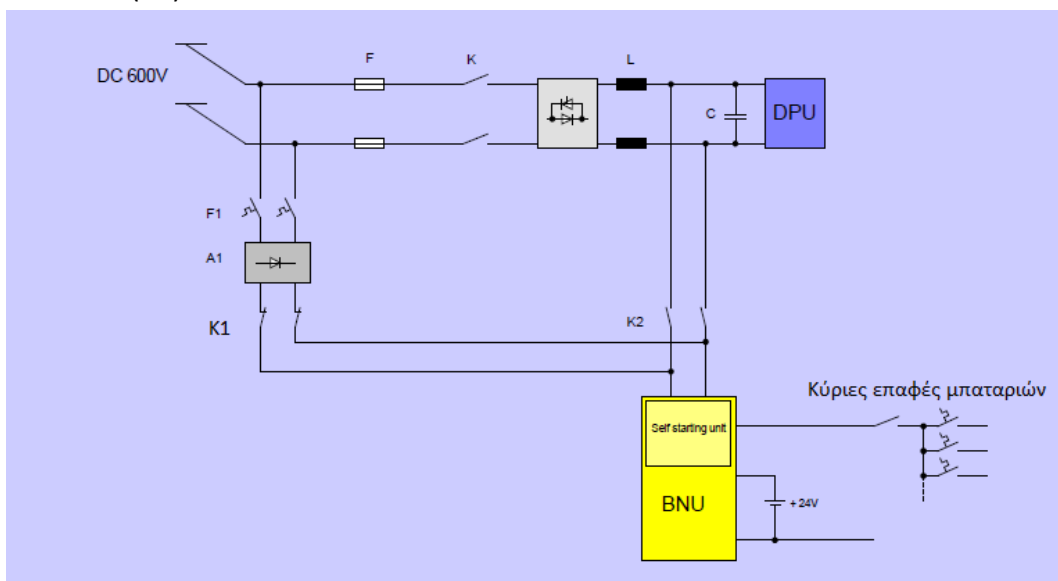 F
K
L
DC 600V
C
DPU
F1
A1
K1
K2
Κύριες επαφές μπαταριών
Self starting unit
BNU
+ 24V